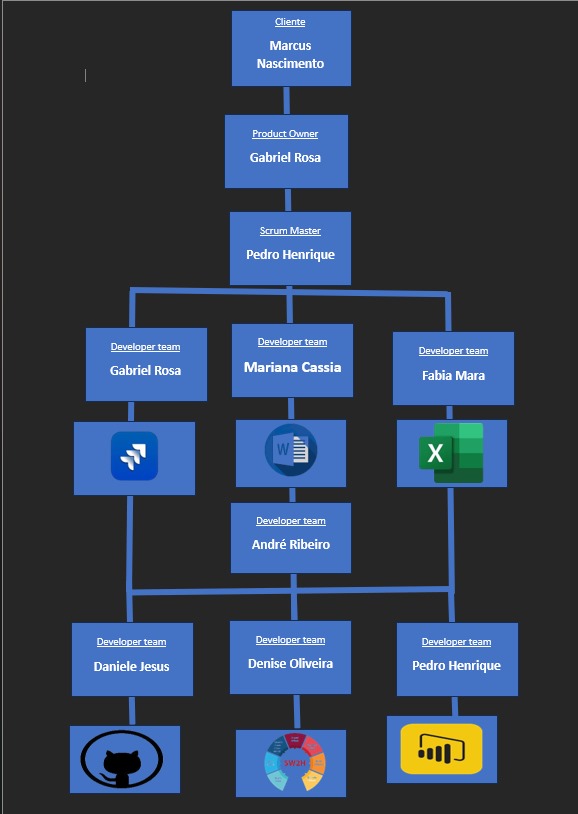 Cliente
Marcus
Nascimento
Product Owner
Gabriel Rosa
Scrum Master
Pedro Henrique
Developer team
Gabriel Rosa
Developer team
Mariana Cassia
Developer team
Fabia Mara
W
X
Developer team
André Ribeiro
Developer team
Daniele Jesus
Developer team
Denise Oliveira
Developer team
Pedro Henrique
5W2H